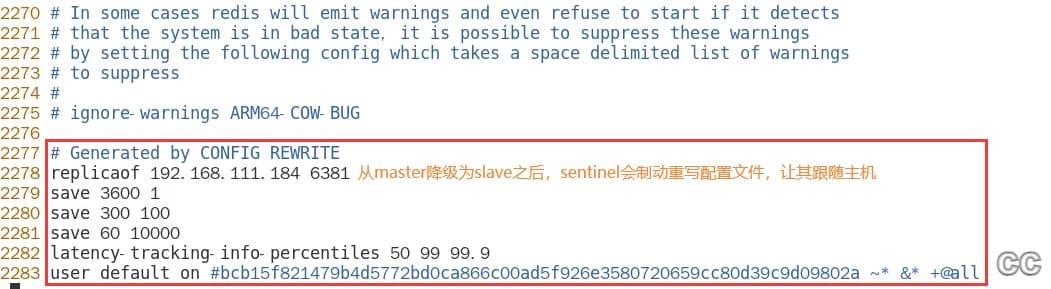 2270 # In some cases redis will emit warnings and even refuse to start if it detects
2271 # that the system is in bad state, it is possible to suppress these warnings
2272 # by setting the following config which takes a space delimited list of warnings
2273 # to suppress
2274 #
2275 # ignore-warnings ARM64-COW-BUG
2276
2277 # Generated by CONFIG REWRITE
2278 replicaof 192.168.111.184 6381 从master降级为slave之后，sentinel会制动重写配置文件，让其跟随主机
2279 save 3600 1
2280 save 300 100
2281 save 60 10000
2282 latency-tracking-info-percentiles 50 99 99.9
2283 user default on #bcb15f821479b4d5772bd0ca866c00ad5f926e3580720659cc80d39c9d09802a ~* &* +@all
CC